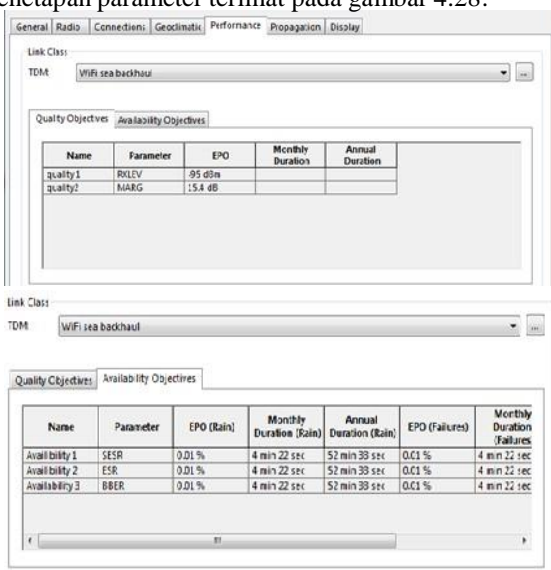 penetapan parameter terlihat pada gambar 4.28.
General Radio Connections Geoclimatic Performance Propagation Display
Link Class
TDM: WiFi sea backhaul ...
Quality Objectives Availability Objectives
Name Parameter EPO Monthly Duration Annual Duration
quality1 RXLEV -95 dBm
quality2 MARG 15.4 dB
Link Class
TDM: WiFi sea backhaul ...
Quality Objectives Availability Objectives
Name Parameter EPO (Rain) Monthly Duration (Rain) Annual Duration (Rain) EPO (Failures) Monthly Duration (Failures
Availibility 1 SESR 0.01 % 4 min 22 sec 52 min 33 sec 0.01 % 4 min 22 sec
Availibility 2 ESR 0.01 % 4 min 22 sec 52 min 33 sec 0.01 % 4 min 22 sec
Availability 3 BBER 0.01 % 4 min 22 sec 52 min 33 sec 0.01 % 4 min 22 sec